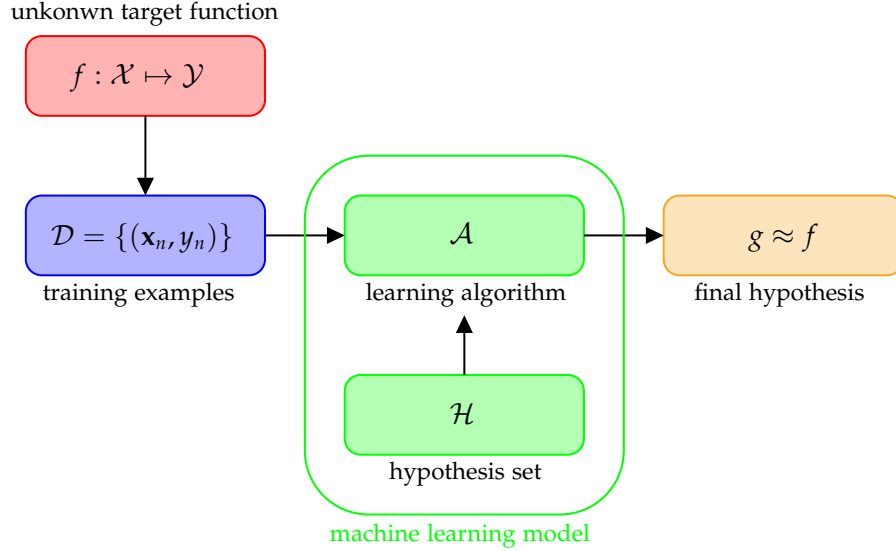 unkonwn target function
f : 𝒳 ↦ 𝒴
𝒟 = {(𝐱ₙ, yₙ)}
training examples
𝒜
learning algorithm
g ≈ f
final hypothesis
ℋ
hypothesis set
machine learning model